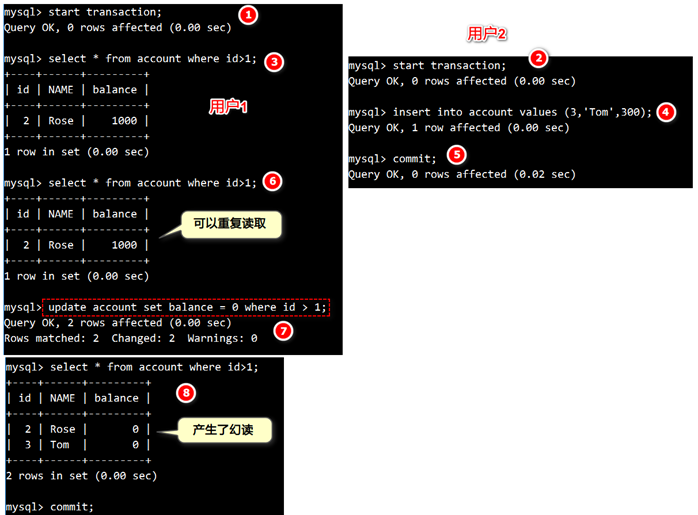 mysql> start transaction;
1
Query OK, 0 rows affected (0.00 sec)
mysql> select * from account where id>1;
3
+----+------+---------+
| id | NAME | balance |
+----+------+---------+
|  2 | Rose |    1000 |
+----+------+---------+
1 row in set (0.00 sec)
用户1
mysql> select * from account where id>1;
6
+----+------+---------+
| id | NAME | balance |
+----+------+---------+
|  2 | Rose |    1000 |
+----+------+---------+
1 row in set (0.00 sec)
可以重复读取
mysql> update account set balance = 0 where id > 1;
Query OK, 2 rows affected (0.00 sec)
7
Rows matched: 2  Changed: 2  Warnings: 0
mysql> select * from account where id>1;
8
+----+------+---------+
| id | NAME | balance |
+----+------+---------+
|  2 | Rose |       0 |
|  3 | Tom  |       0 |
+----+------+---------+
2 rows in set (0.00 sec)
产生了幻读
mysql> commit;
用户2
2
mysql> start transaction;
Query OK, 0 rows affected (0.00 sec)
mysql> insert into account values (3,'Tom',300);
4
Query OK, 1 row affected (0.00 sec)
mysql> commit;
5
Query OK, 0 rows affected (0.02 sec)